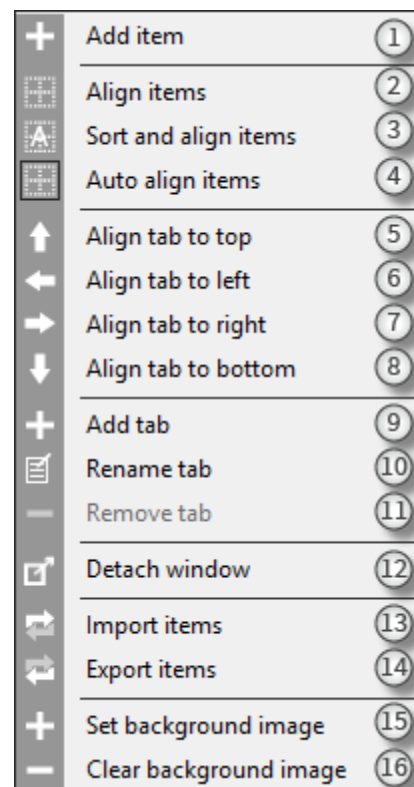 Add item 1
Align items 2
Sort and align items 3
Auto align items 4
Align tab to top 5
Align tab to left 6
Align tab to right 7
Align tab to bottom 8
Add tab 9
Rename tab 10
Remove tab 11
Detach window 12
Import items 13
Export items 14
Set background image 15
Clear background image 16